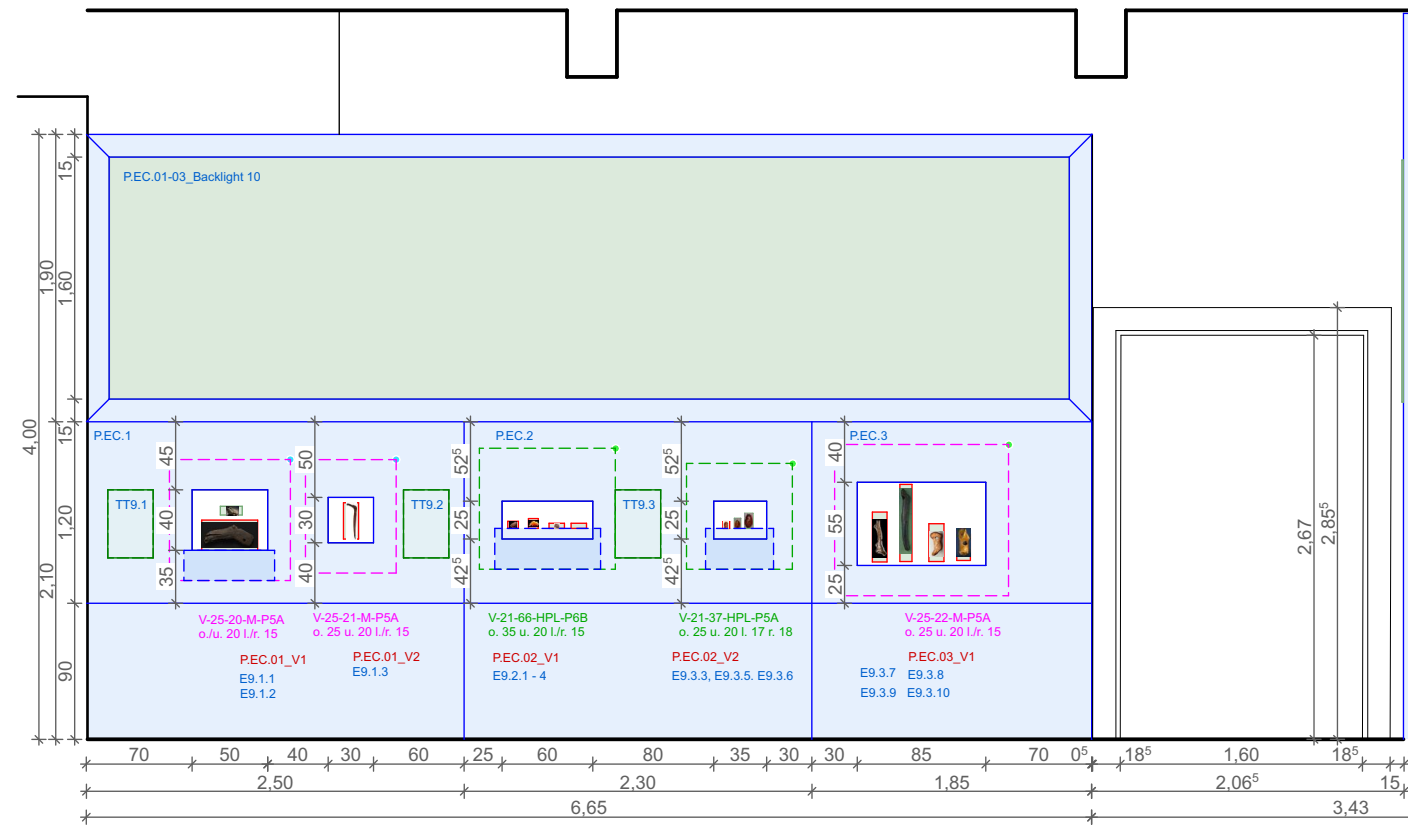 P.EC.01-03_Backlight 10
15
1,90
1,60
4,00
15
1,20
2,10
90
P.EC.1
P.EC.2
P.EC.3
45
50
52⁵
52⁵
40
TT9.1
TT9.2
TT9.3
40
30
25
25
55
35
40
42⁵
42⁵
25
2,67
2,85⁵
V-25-20-M-P5A
o./u. 20 l./r. 15
V-25-21-M-P5A
o. 25 u. 20 l./r. 15
V-21-66-HPL-P6B
o. 35 u. 20 l./r. 15
V-21-37-HPL-P5A
o. 25 u. 20 l. 17 r. 18
V-25-22-M-P5A
o. 25 u. 20 l./r. 15
P.EC.01_V1
E9.1.1
E9.1.2
P.EC.01_V2
E9.1.3
P.EC.02_V1
E9.2.1 - 4
P.EC.02_V2
E9.3.3, E9.3.5. E9.3.6
P.EC.03_V1
E9.3.7 E9.3.8
E9.3.9 E9.3.10
70 50 40 30 60 25 60 80 35 30 30 85 70 0⁵ 18⁵ 1,60 18⁵
2,50 2,30 1,85 2,06⁵ 15
6,65 3,43